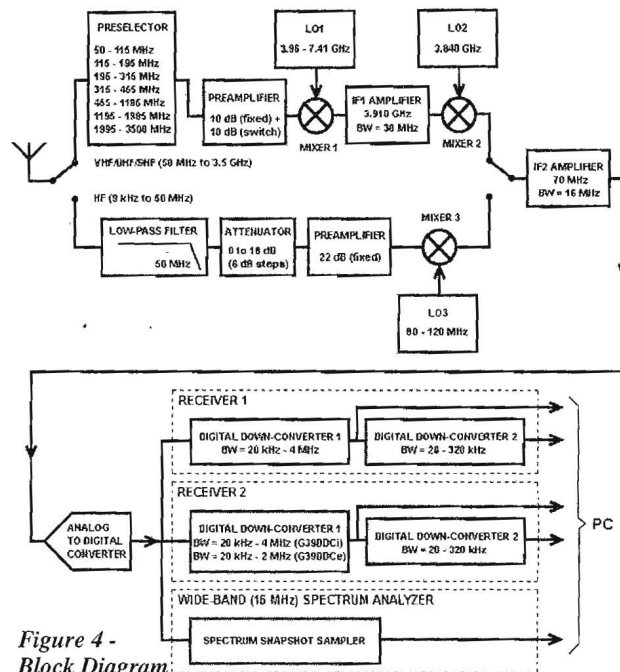 PRESELECTOR
50 - 115 MHz
115 - 195 MHz
195 - 315 MHz
315 - 465 MHz
455 - 1185 MHz
1195 - 1985 MHz
1995 - 3500 MHz
PREAMPLIFIER
10 dB (fixed) +
10 dB (switch)
LO1
3.96 - 7.41 GHz
MIXER 1
IF1 AMPLIFIER
3.910 GHz
BW = 30 MHz
LO2
3.840 GHz
MIXER 2
VHF/UHF/SHF (50 MHz to 3.5 GHz)
HF (9 kHz to 50 MHz)
IF2 AMPLIFIER
70 MHz
BW = 16 MHz
LOW-PASS FILTER
50 MHz
ATTENUATOR
0 to 18 dB
(6 dB steps)
PREAMPLIFIER
22 dB (fixed)
MIXER 3
LO3
80 - 120 MHz
ANALOG
TO DIGITAL
CONVERTER
RECEIVER 1
DIGITAL DOWN-CONVERTER 1
BW = 20 kHz - 4 MHz
DIGITAL DOWN-CONVERTER 2
BW = 20 - 320 kHz
RECEIVER 2
DIGITAL DOWN-CONVERTER 1
BW = 20 kHz - 4 MHz (G39DDCi)
BW = 20 kHz - 2 MHz (G39DDCe)
DIGITAL DOWN-CONVERTER 2
BW = 20 - 320 kHz
WIDE-BAND (16 MHz) SPECTRUM ANALYZER
SPECTRUM SNAPSHOT SAMPLER
PC
Figure 4 -
Block Diagram